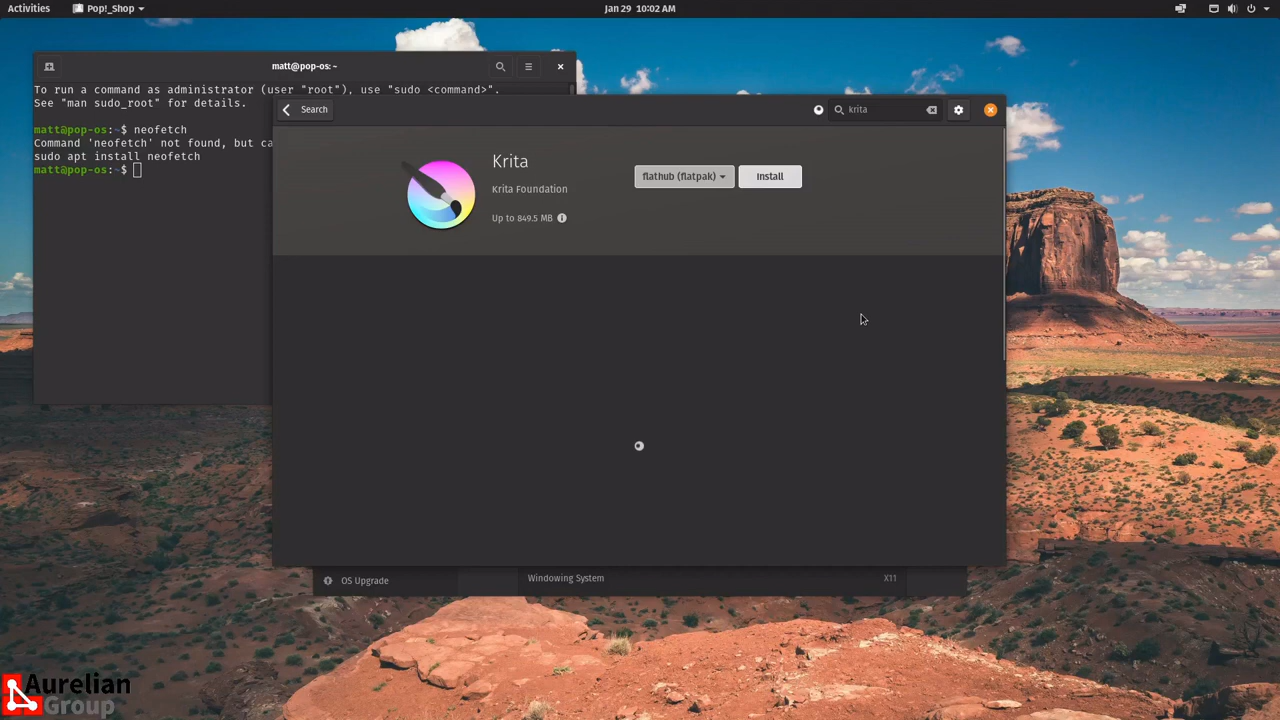 Activities
Pop!_Shop
Jan 29 10:02 AM
matt@pop-os: ~
To run a command as administrator (user "root"), use "sudo <command>".
See "man sudo_root" for details.
matt@pop-os:~$ neofetch
Command 'neofetch' not found, but ca
sudo apt install neofetch
matt@pop-os:~$
Search
krita
Krita
Krita Foundation
Up to 849.5 MB
flathub (flatpak)
Install
OS Upgrade
Windowing System
X11
Aurelian
Group